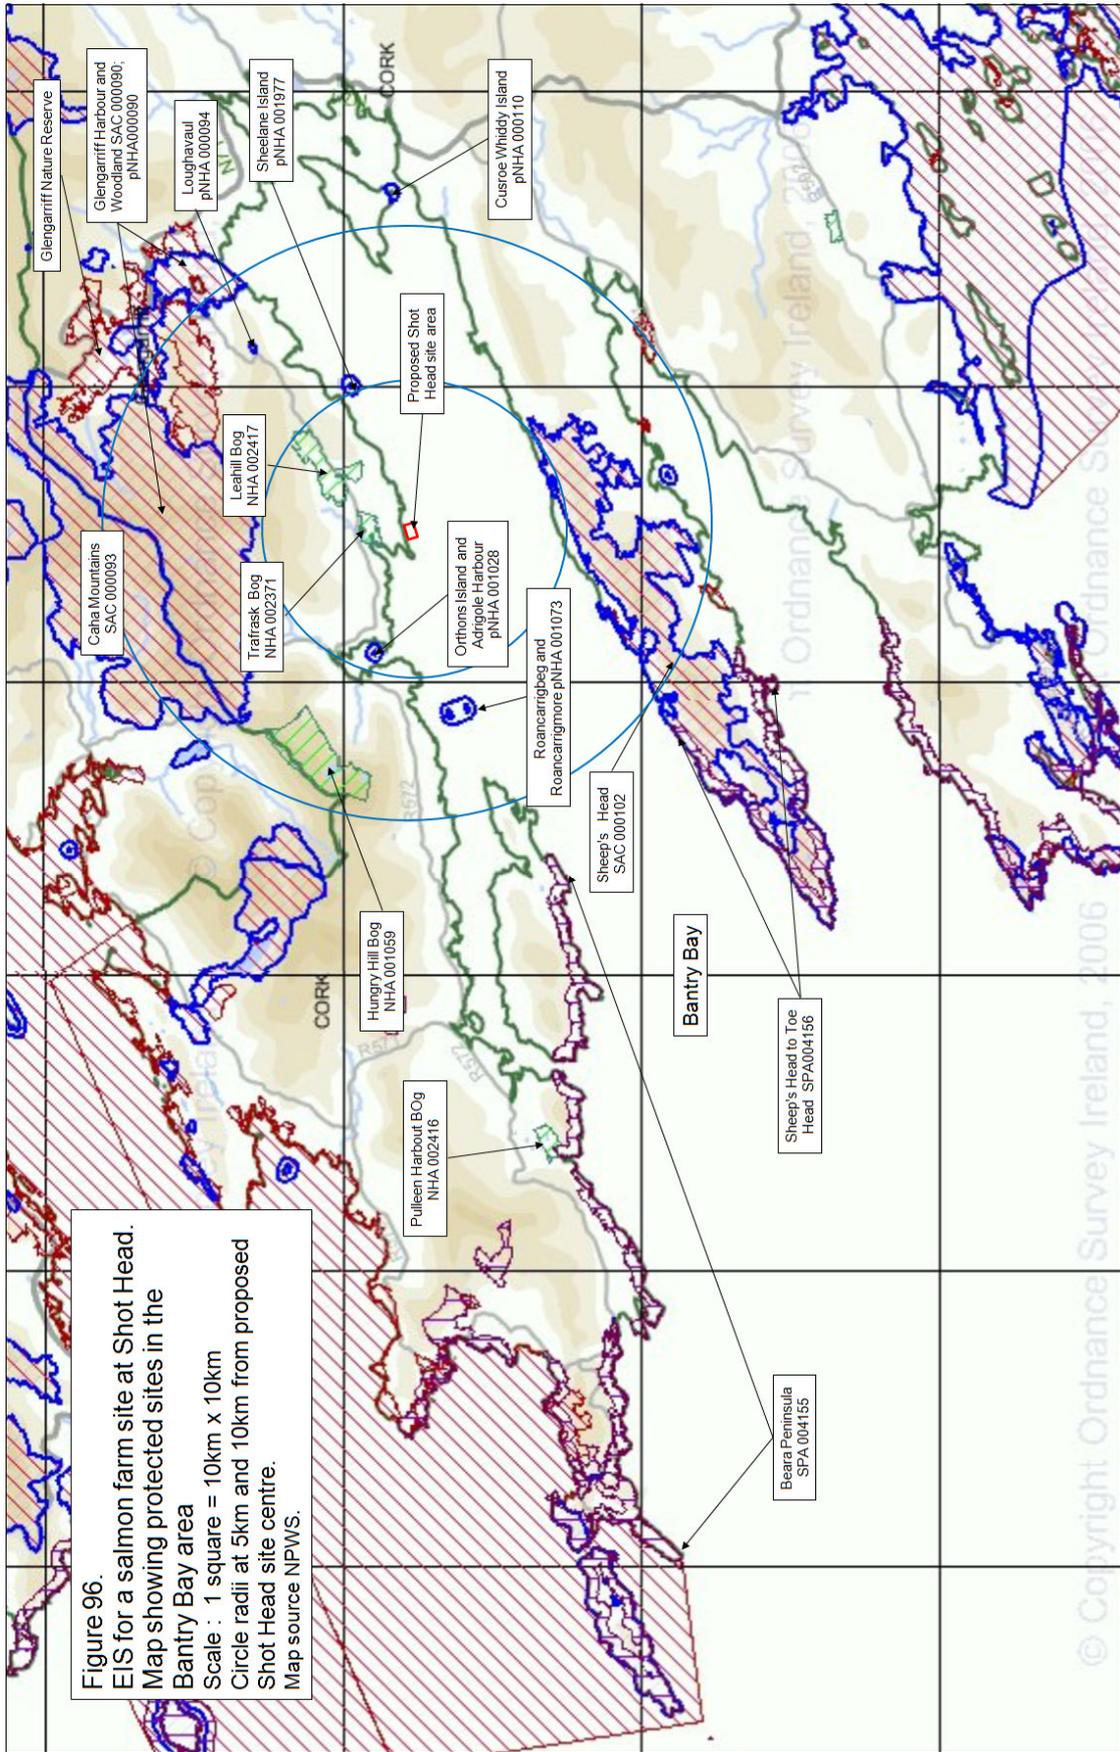 Figure 96.
EIS for a salmon farm site at Shot Head.
Map showing protected sites in the
Bantry Bay area
Scale : 1 square = 10km x 10km
Circle radii at 5km and 10km from proposed
Shot Head site centre.
Map source NPWS.
Glengarriff Nature Reserve
Glengarriff Harbour and
Woodland SAC 000090;
pNHA000090
Loughavaul
pNHA 000094
Sheelane Island
pNHA 001977
Cusroe Whiddy Island
pNHA 000110
Caha Mountains
SAC 000093
Leahill Bog
NHA 002417
Trafrask Bog
NHA 002371
Proposed Shot
Head site area
Orthons Island and
Adrigole Harbour
pNHA 001028
Roancarrigbeg and
Roancarrigmore pNHA 001073
Sheep's Head
SAC 000102
Hungry Hill Bog
NHA 001059
Pulleen Harbout BOg
NHA 002416
Bantry Bay
Sheep's Head to Toe
Head SPA004156
Beara Peninsula
SPA 004155
CORK
CORK
R572
R571
R572
© Copyright Ordnance Survey Ireland, 2006